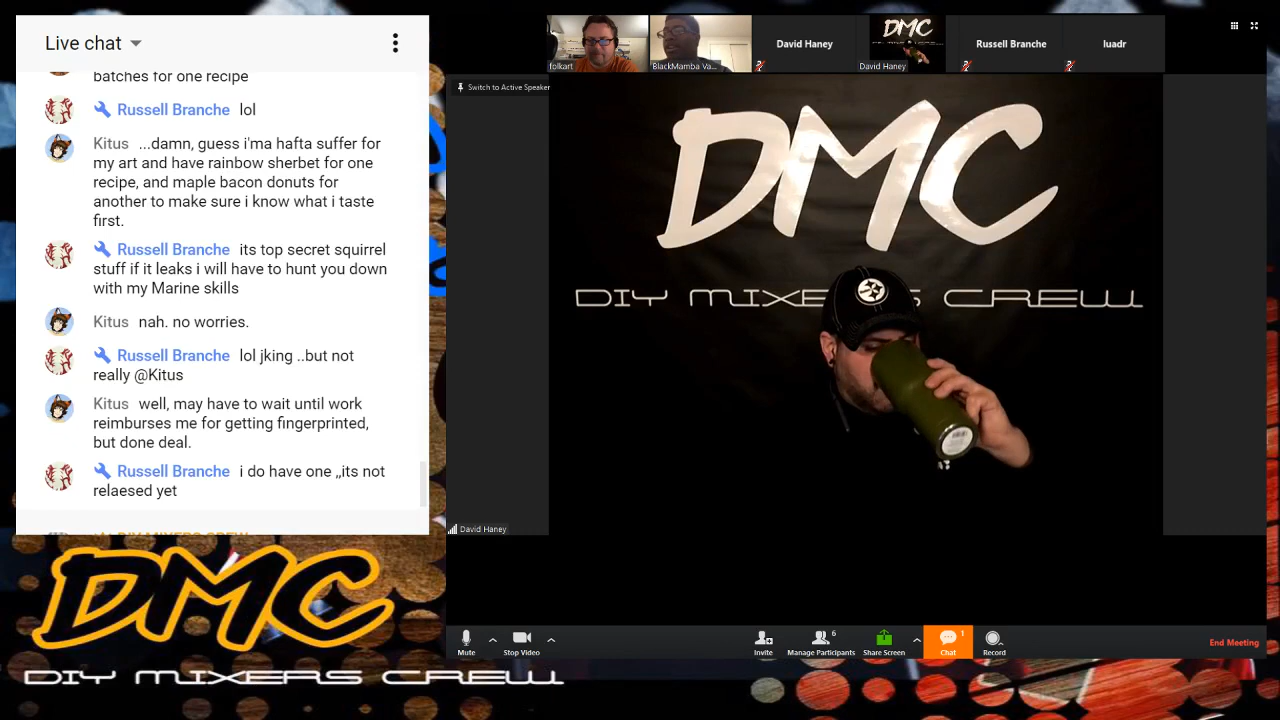 Live chat
batches for one recipe
Russell Branche lol
Kitus ...damn, guess i'ma hafta suffer for
my art and have rainbow sherbet for one
recipe, and maple bacon donuts for
another to make sure i know what i taste
first.
Russell Branche its top secret squirrel
stuff if it leaks i will have to hunt you down
with my Marine skills
Kitus nah. no worries.
Russell Branche lol jking ..but not
really @Kitus
Kitus well, may have to wait until work
reimburses me for getting fingerprinted,
but done deal.
Russell Branche i do have one ,,its not
relaesed yet
DMC
DIY MIXERS CREW
folkart
BlackMamba Va...
David Haney
DMC
David Haney
Russell Branche
luadr
Switch to Active Speaker
DMC
DIY MIXERS CREW
David Haney
Mute
Stop Video
Invite
6
Manage Participants
Share Screen
1
Chat
Record
End Meeting